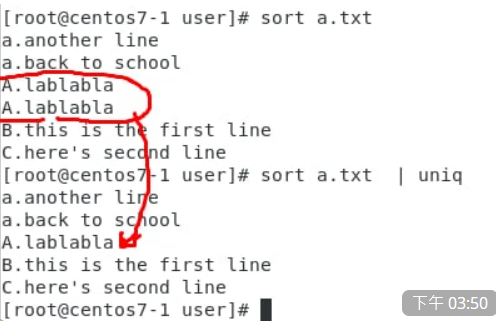 [root@centos7-1 user]# sort a.txt
a.another line
a.back to school
A.lablabla
A.lablabla
B.this is the first line
C.here's second line
[root@centos7-1 user]# sort a.txt  | uniq
a.another line
a.back to school
A.lablabla
B.this is the first line
C.here's second line
[root@centos7-1 user]#
下午 03:50